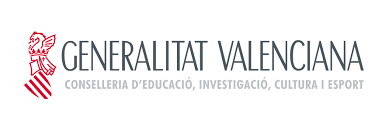 GENERALITAT VALENCIANA
CONSELLERIA D'EDUCACIÓ, INVESTIGACIÓ, CULTURA I ESPORT